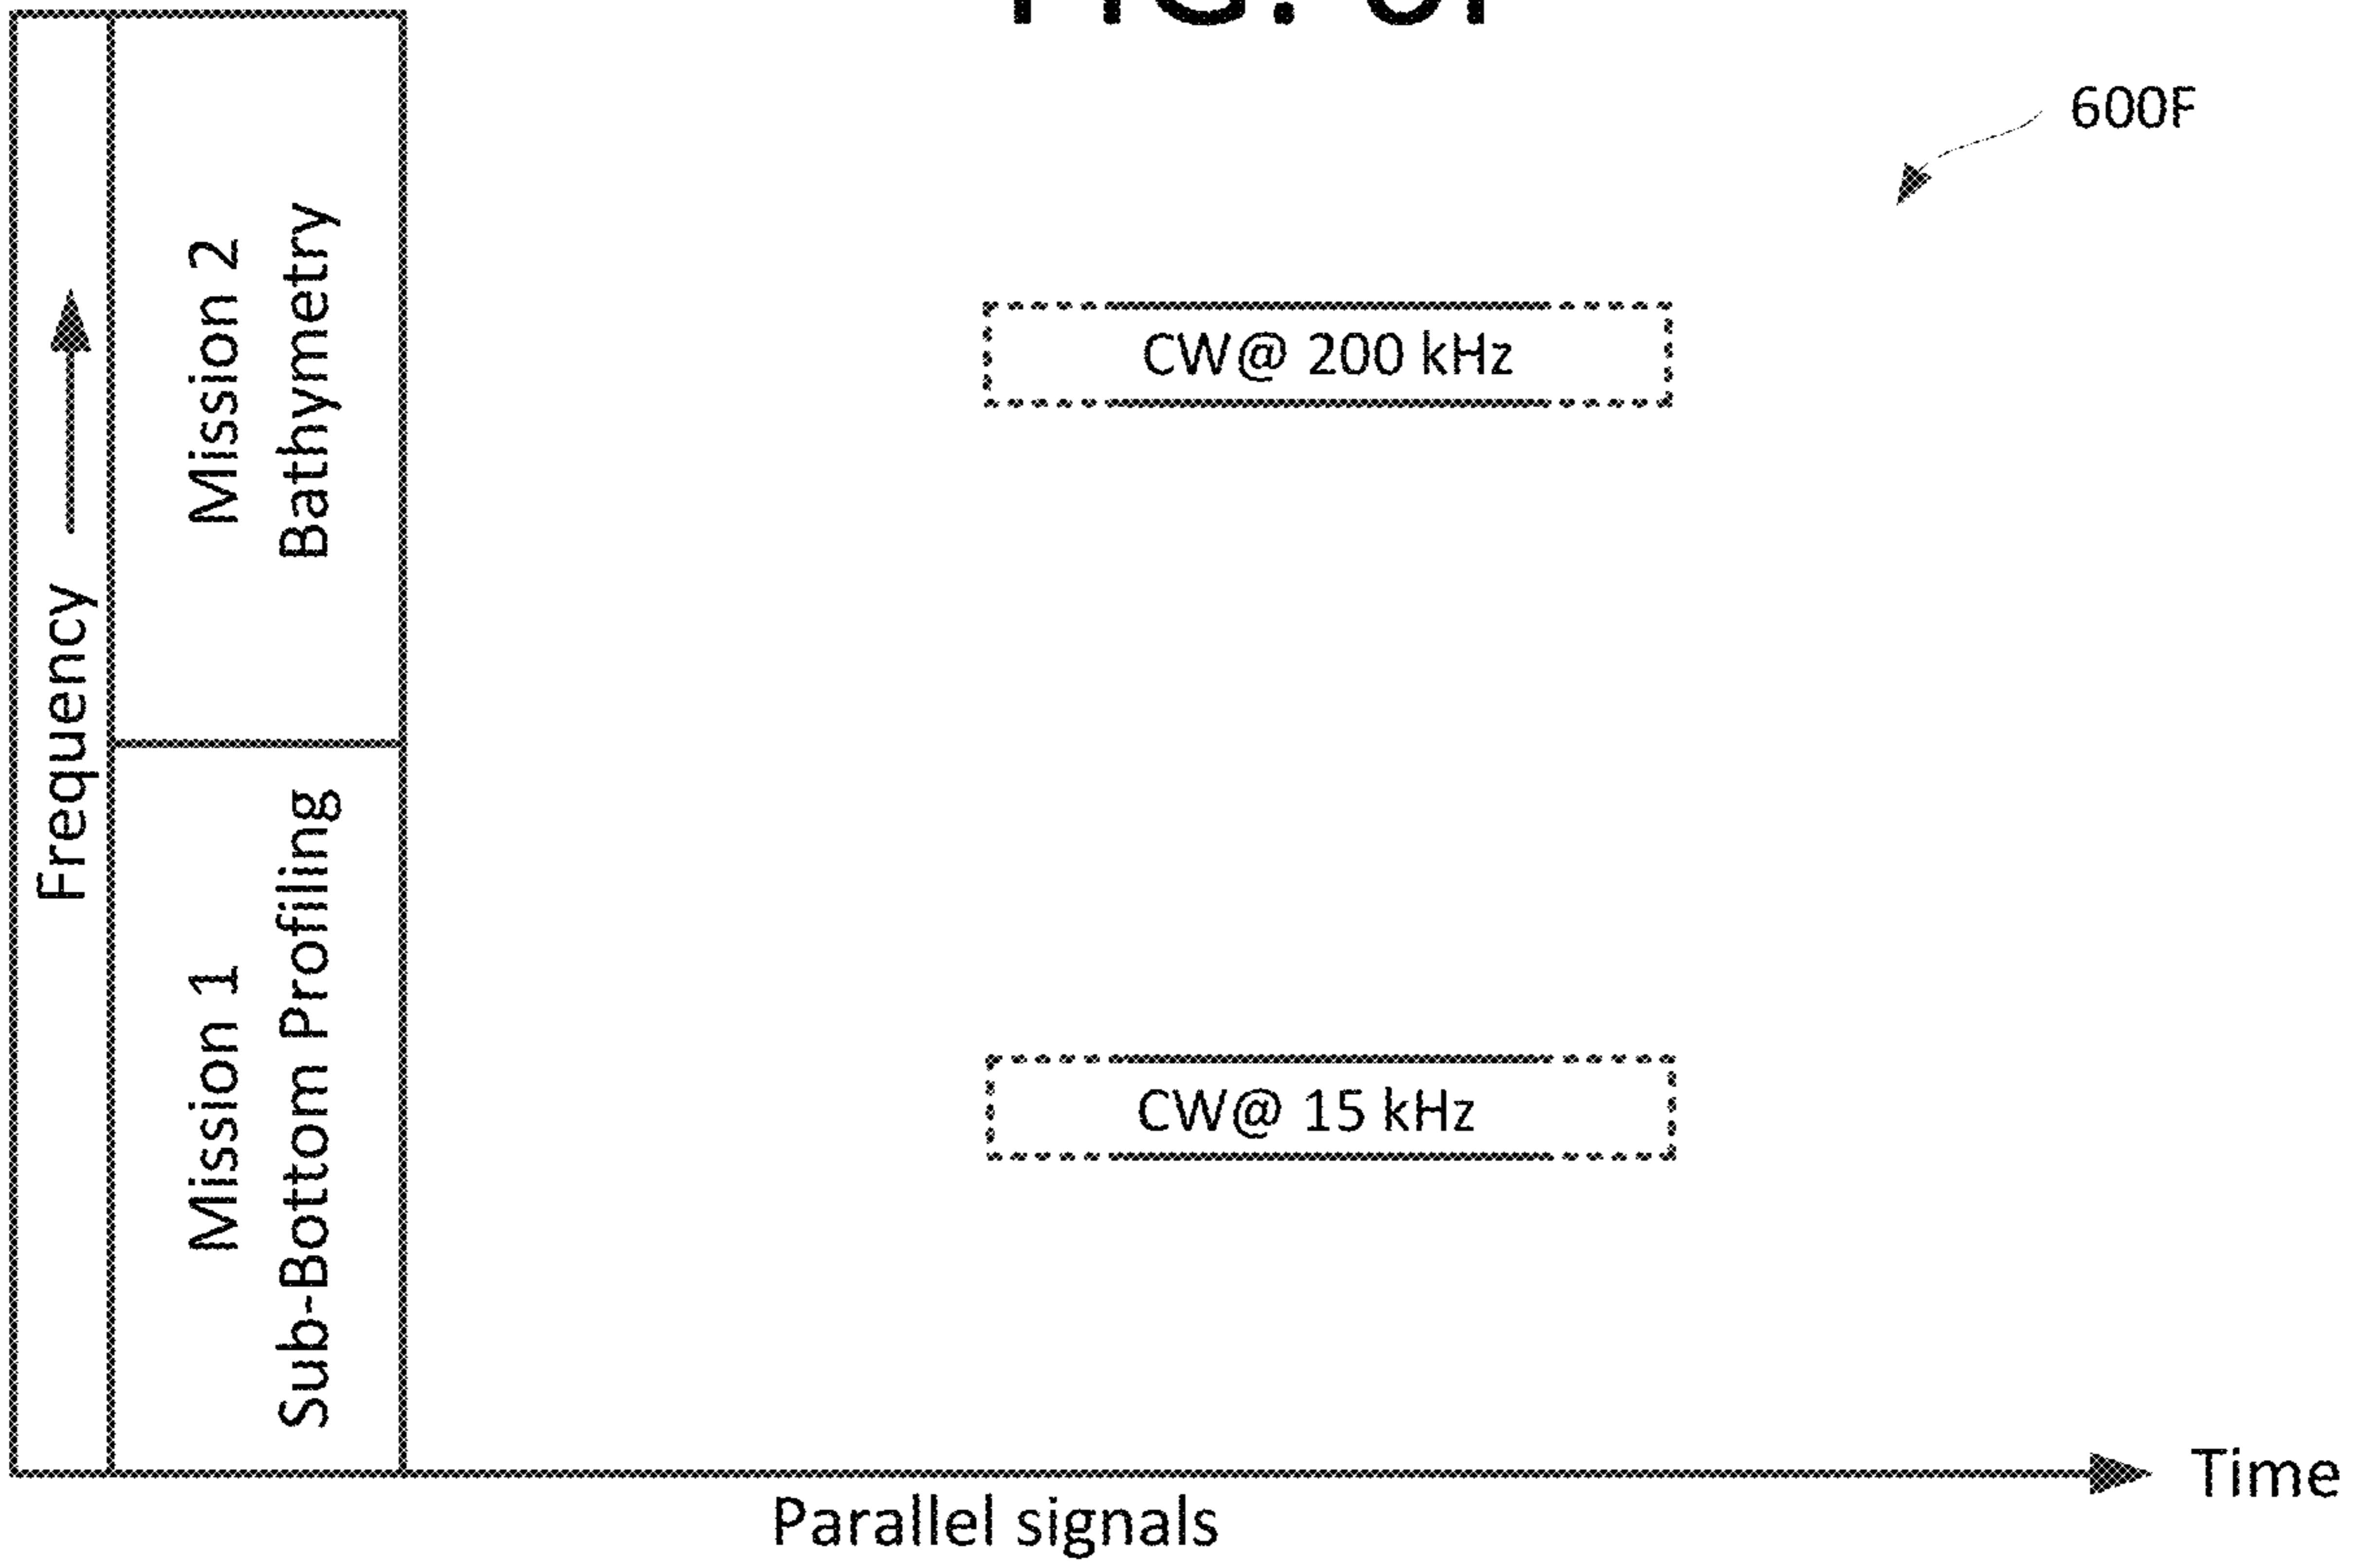 600F
Frequency
Mission 2
Bathymetry
CW@ 200 kHz
Mission 1
Sub-Bottom Profiling
CW@ 15 kHz
Time
Parallel signals